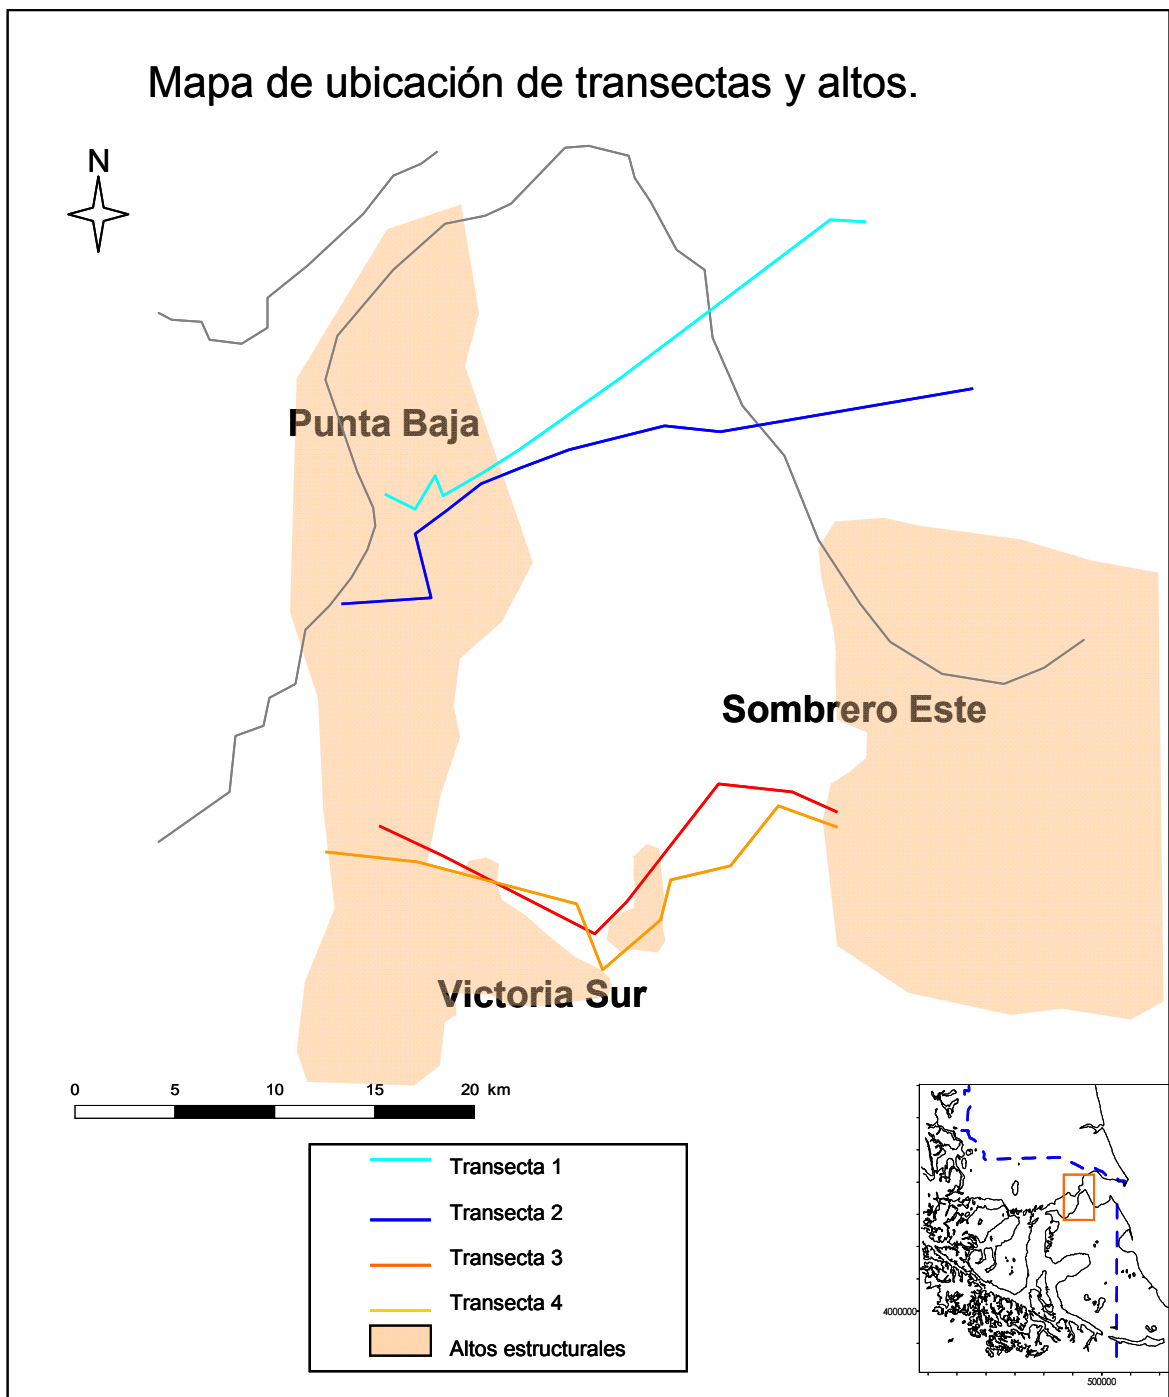 Mapa de ubicación de transectas y altos.
N
Punta Baja
Sombrero Este
Victoria Sur
0 5 10 15 20 km
Transecta 1
Transecta 2
Transecta 3
Transecta 4
Altos estructurales
4000000
500000